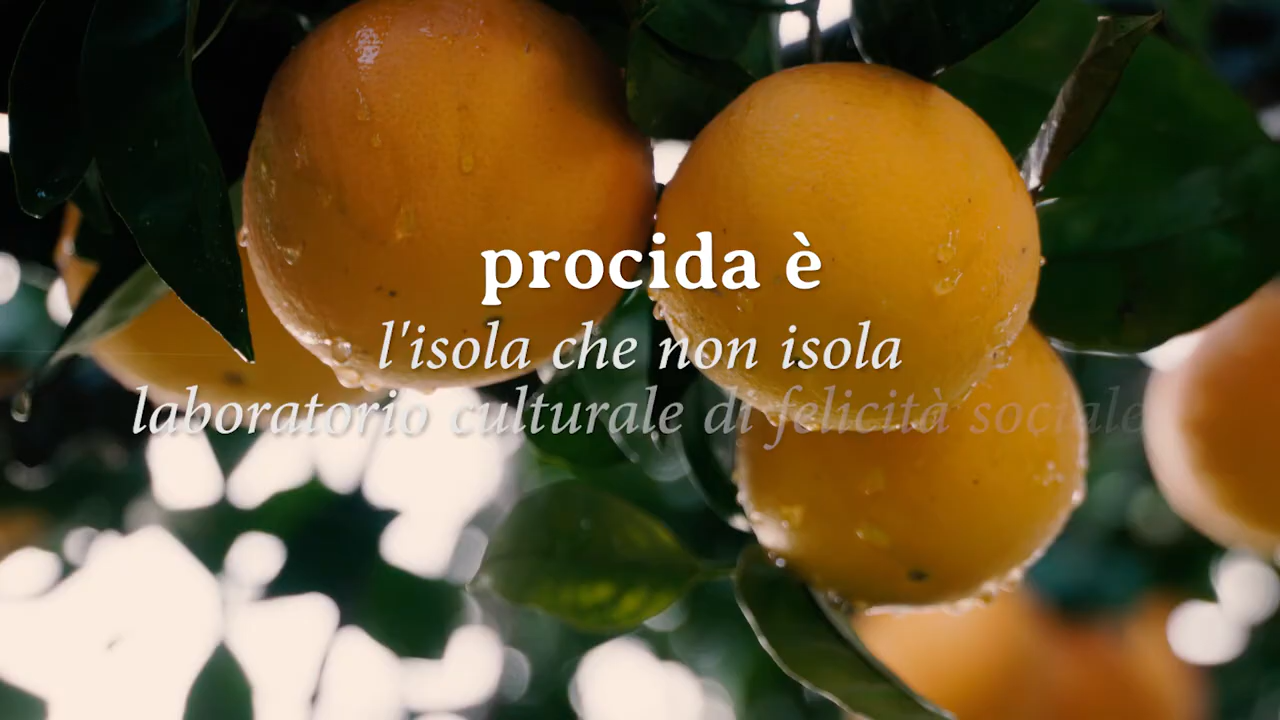 procida è
l'isola che non isola
laboratorio culturale di felicità sociale